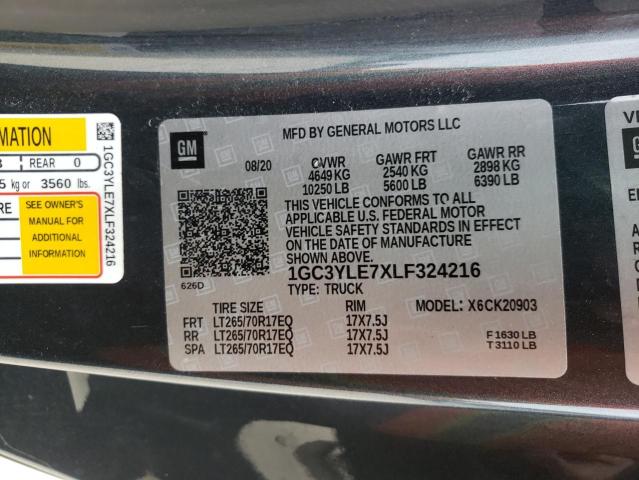 RMATION
REAR 0
5 kg or 3560 lbs.
SEE OWNER'S
MANUAL FOR
ADDITIONAL
INFORMATION
1GC3YLE7XLF324216
GM
MFD BY GENERAL MOTORS LLC
08/20 GVWR GAWR FRT GAWR RR
4649 KG 2540 KG 2898 KG
10250 LB 5600 LB 6390 LB
THIS VEHICLE CONFORMS TO ALL
APPLICABLE U.S. FEDERAL MOTOR
VEHICLE SAFETY STANDARDS IN EFFECT
ON THE DATE OF MANUFACTURE
SHOWN ABOVE.
1GC3YLE7XLF324216
626D TYPE: TRUCK
TIRE SIZE RIM MODEL: X6CK20903
FRT LT265/70R17EQ 17X7.5J
RR LT265/70R17EQ 17X7.5J F 1630 LB
SPA LT265/70R17EQ 17X7.5J T 3110 LB
GM